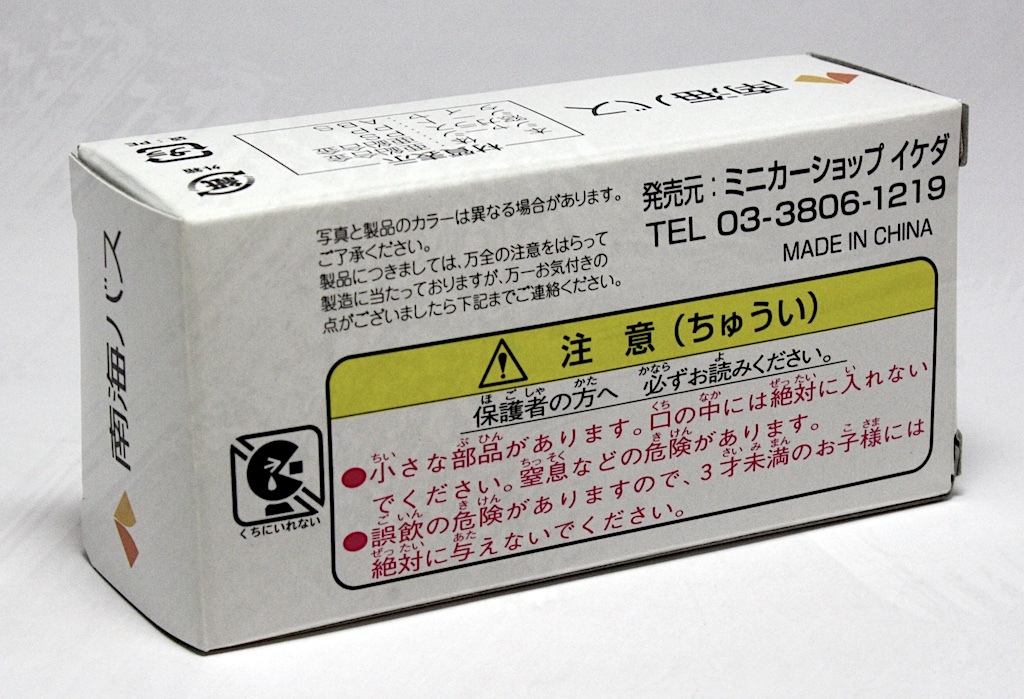 南海バス
材質表示
袋：PE
プラ
外箱
紙
南海バス
写真と製品のカラーは異なる場合があります。
ご了承ください。
製品につきましては、万全の注意をはらって
製造に当たっておりますが、万一お気付きの
点がございましたら下記までご連絡ください。
発売元：ミニカーショップ イケダ
TEL 03-3806-1219
MADE IN CHINA
注 意（ちゅうい）
保護者の方へ 必ずお読みください。
●小さな部品があります。口の中には絶対に入れない
でください。窒息などの危険があります。
●誤飲の危険がありますので、3才未満のお子様には
絶対に与えないでください。
くちにいれない